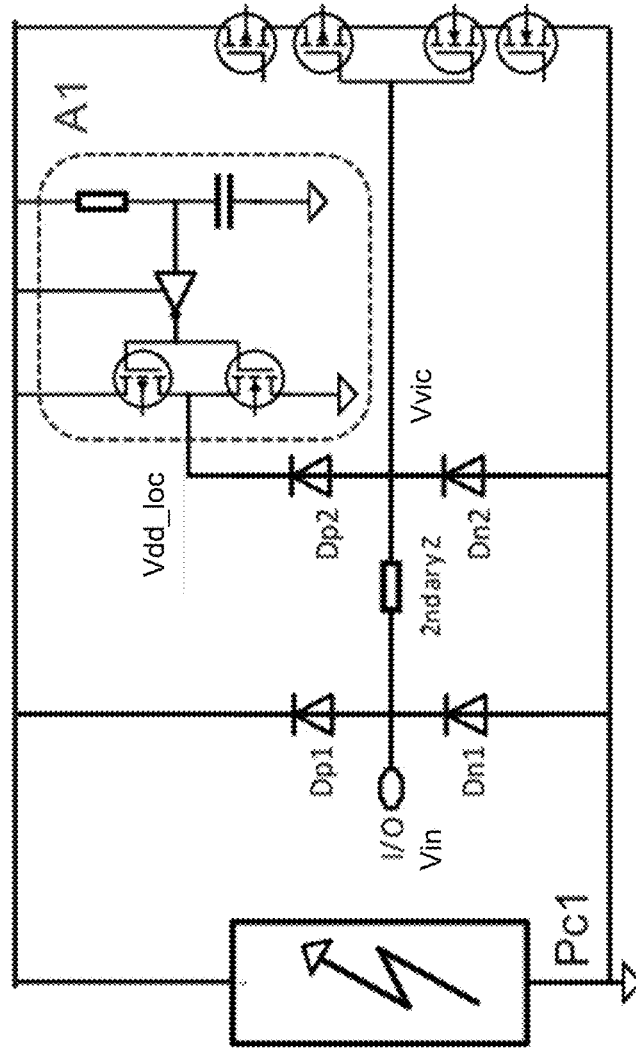 A1
Vdd_loc
Vvic
Dp2
Dn2
2ndary Z
Dp1
Dn1
I/O
Vin
Pc1